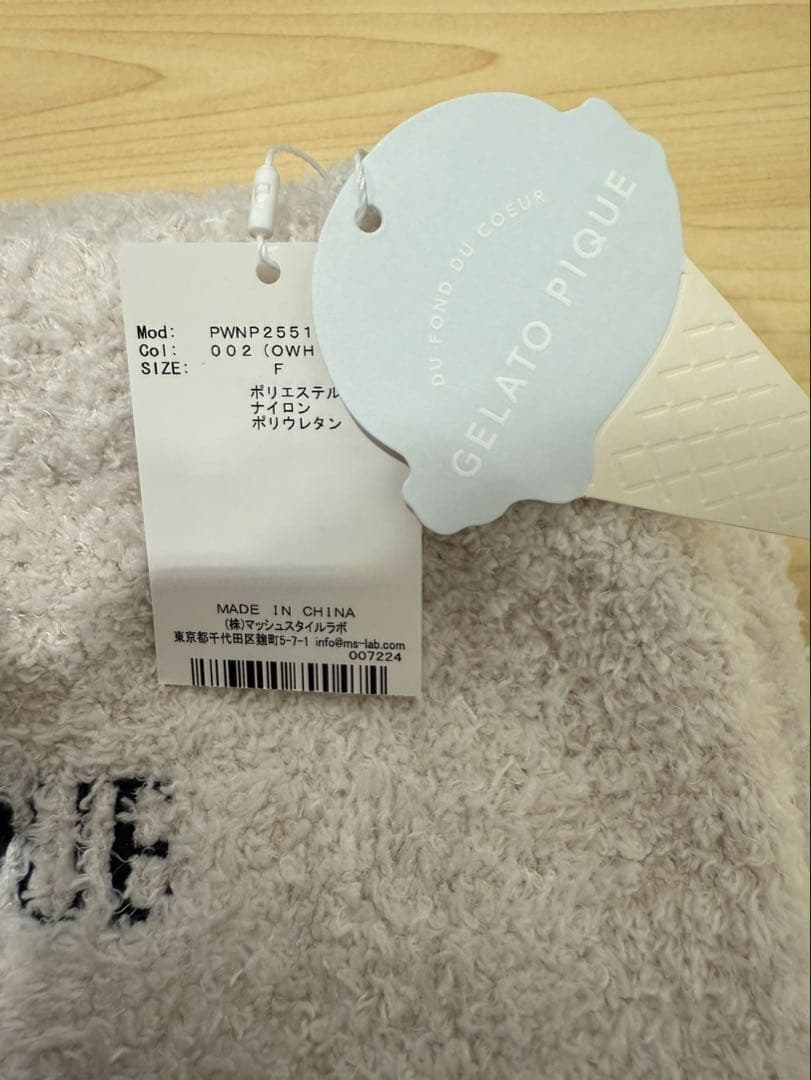 DU FOND DU COEUR
GELATO PIQUE
Mod: PWNP2551
Col: 002(OWH
SIZE: F
ポリエステル
ナイロン
ポリウレタン
MADE IN CHINA
(株)マッシュスタイルラボ
東京都千代田区麹町5-7-1 info@ms-lab.com
007224
UE